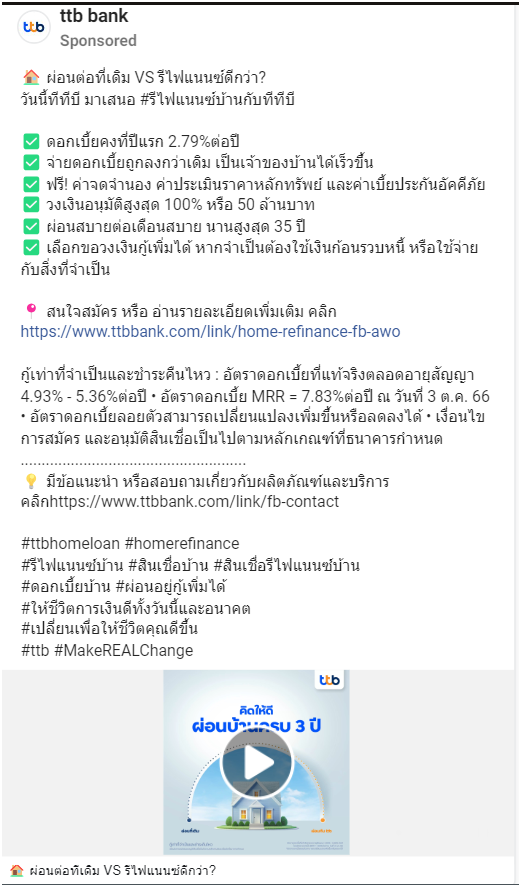 ttb
ttb bank
Sponsored
🏠 ผ่อนต่อที่เดิม VS รีไฟแนนซ์ดีกว่า?
วันนี้ทีทีบี มาเสนอ #รีไฟแนนซ์บ้านกับทีทีบี
✅ ดอกเบี้ยคงที่ปีแรก 2.79%ต่อปี
✅ จ่ายดอกเบี้ยถูกลงกว่าเดิม เป็นเจ้าของบ้านได้เร็วขึ้น
✅ ฟรี! ค่าจดจำนอง ค่าประเมินราคาหลักทรัพย์ และค่าเบี้ยประกันอัคคีภัย
✅ วงเงินอนุมัติสูงสุด 100% หรือ 50 ล้านบาท
✅ ผ่อนสบายต่อเดือนสบาย นานสูงสุด 35 ปี
✅ เลือกขอวงเงินกู้เพิ่มได้ หากจำเป็นต้องใช้เงินก้อนรวบหนี้ หรือใช้จ่าย
กับสิ่งที่จำเป็น
📍 สนใจสมัคร หรือ อ่านรายละเอียดเพิ่มเติม คลิก
https://www.ttbbank.com/link/home-refinance-fb-awo
กู้เท่าที่จำเป็นและชำระคืนไหว : อัตราดอกเบี้ยที่แท้จริงตลอดอายุสัญญา
4.93% - 5.36%ต่อปี • อัตราดอกเบี้ย MRR = 7.83%ต่อปี ณ วันที่ 3 ต.ค. 66
• อัตราดอกเบี้ยลอยตัวสามารถเปลี่ยนแปลงเพิ่มขึ้นหรือลดลงได้ • เงื่อนไข
การสมัคร และอนุมัติสินเชื่อเป็นไปตามหลักเกณฑ์ที่ธนาคารกำหนด
......................................................
💡 มีข้อแนะนำ หรือสอบถามเกี่ยวกับผลิตภัณฑ์และบริการ
คลิกhttps://www.ttbbank.com/link/fb-contact
#ttbhomeloan #homerefinance
#รีไฟแนนซ์บ้าน #สินเชื่อบ้าน #สินเชื่อรีไฟแนนซ์บ้าน
#ดอกเบี้ยบ้าน #ผ่อนอยู่กู้เพิ่มได้
#ให้ชีวิตการเงินดีทั้งวันนี้และอนาคต
#เปลี่ยนเพื่อให้ชีวิตคุณดีขึ้น
#ttb #MakeREALChange
ttb
คิดให้ดี
ผ่อนบ้านครบ 3 ปี
ผ่อนที่เดิม
🏠 ผ่อนต่อที่เดิม VS รีไฟแนนซ์ดีกว่า?